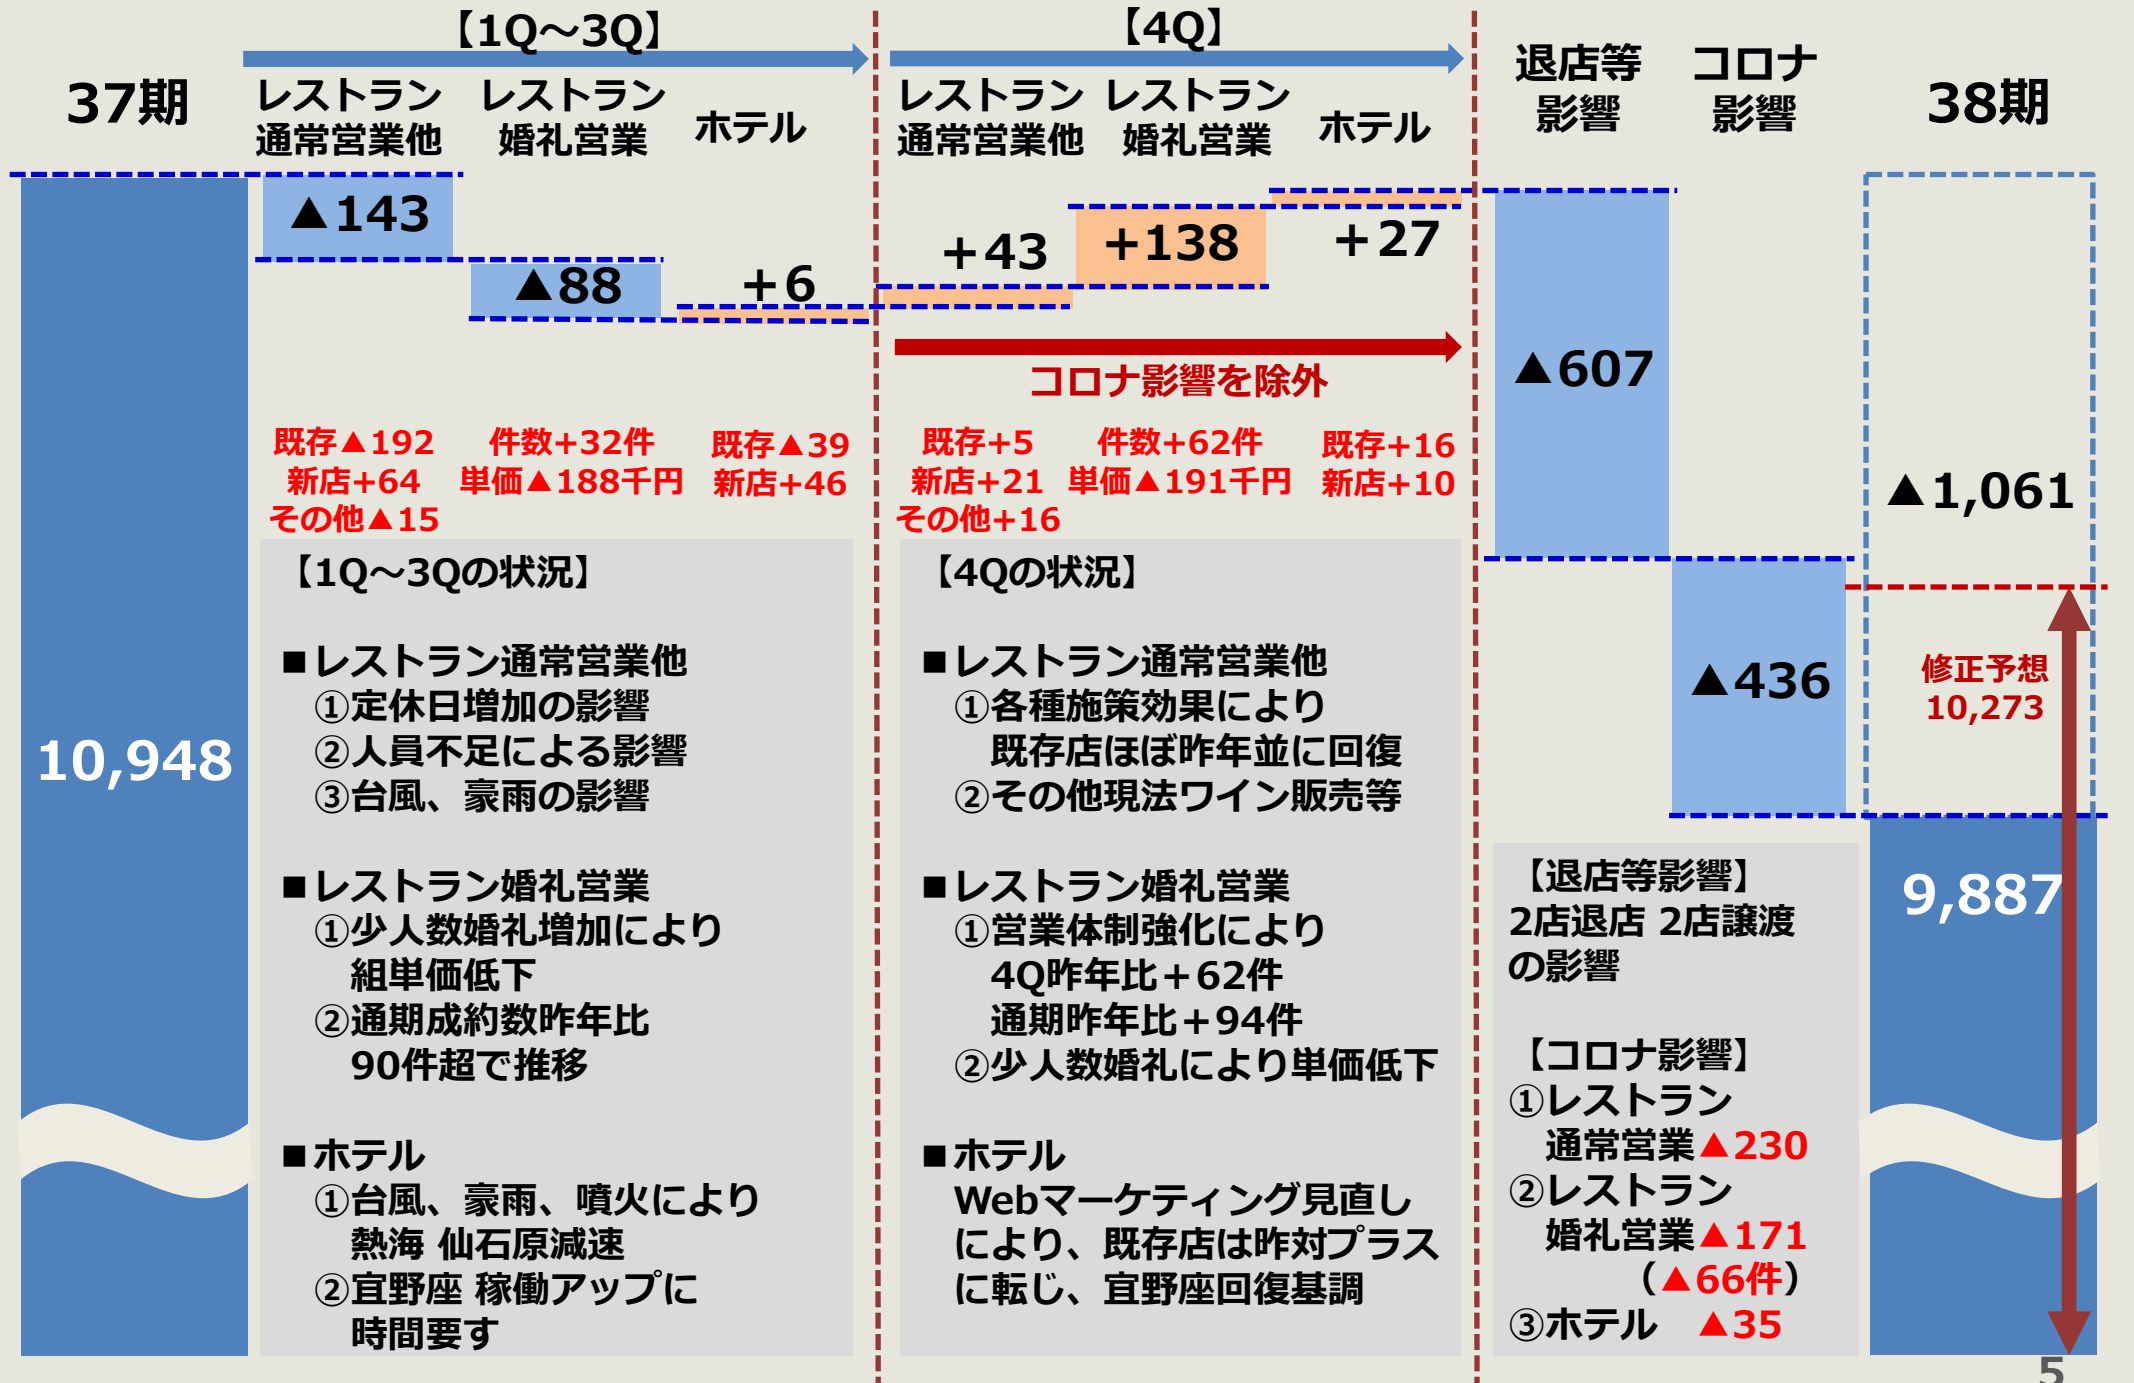 【1Q～3Q】
【4Q】
37期
レストラン
通常営業他
レストラン
婚礼営業
ホテル
レストラン
通常営業他
レストラン
婚礼営業
ホテル
退店等
影響
コロナ
影響
38期
▲143
▲88
+6
+43
+138
+27
コロナ影響を除外
▲607
▲436
▲1,061
修正予想
10,273
10,948
9,887
既存▲192
新店+64
その他▲15
件数+32件
単価▲188千円
既存▲39
新店+46
既存+5
新店+21
その他+16
件数+62件
単価▲191千円
既存+16
新店+10
【1Q～3Qの状況】
■レストラン通常営業他
①定休日増加の影響
②人員不足による影響
③台風、豪雨の影響
■レストラン婚礼営業
①少人数婚礼増加により
組単価低下
②通期成約数昨年比
90件超で推移
■ホテル
①台風、豪雨、噴火により
熱海 仙石原減速
②宜野座 稼働アップに
時間要す
【4Qの状況】
■レストラン通常営業他
①各種施策効果により
既存店ほぼ昨年並に回復
②その他現法ワイン販売等
■レストラン婚礼営業
①営業体制強化により
4Q昨年比＋62件
通期昨年比＋94件
②少人数婚礼により単価低下
■ホテル
Webマーケティング見直し
により、既存店は昨対プラス
に転じ、宜野座回復基調
【退店等影響】
2店退店 2店譲渡
の影響
【コロナ影響】
①レストラン
通常営業▲230
②レストラン
婚礼営業▲171
（▲66件）
③ホテル ▲35
5